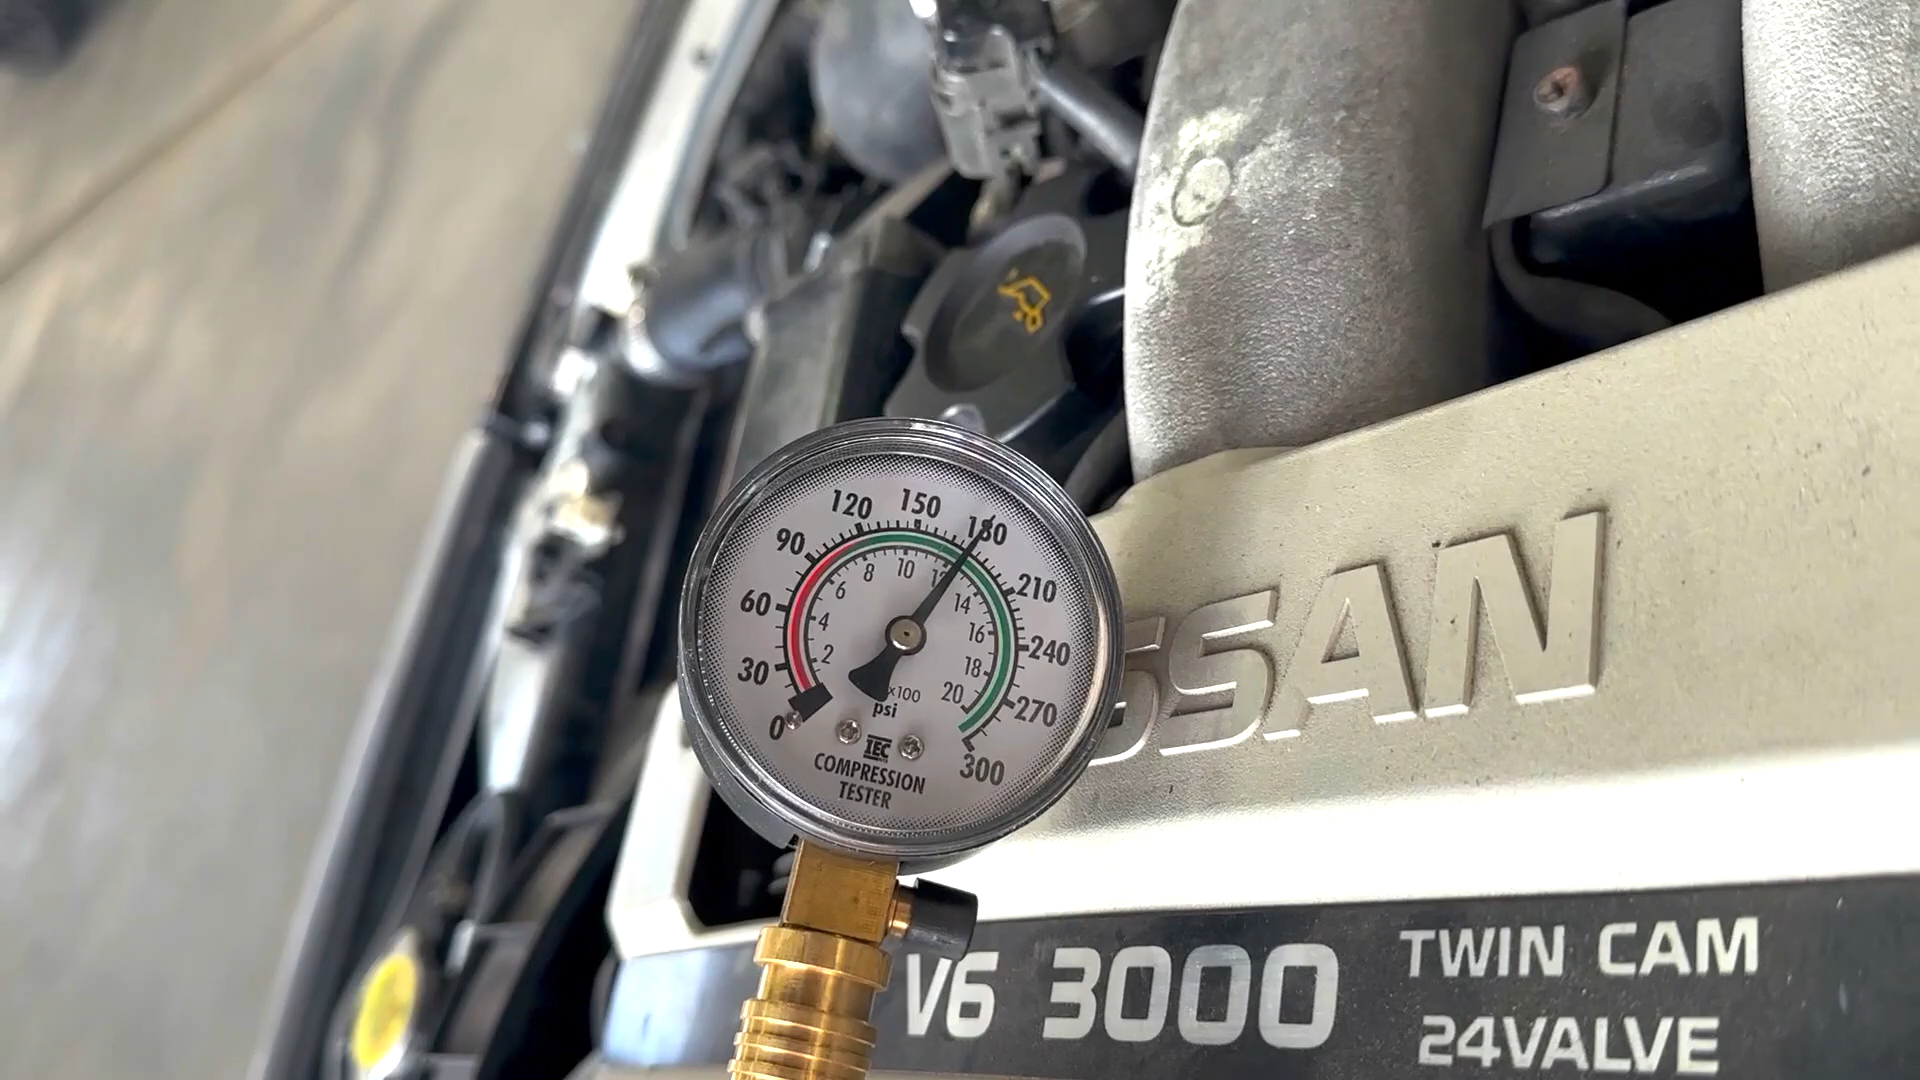 120 150 180
90 210
60 240
30 270
0 300
2 4 6 8 10 12 14 16 18 20
x100
psi
IEC
COMPRESSION
TESTER
SSAN
V6 3000
TWIN CAM
24VALVE